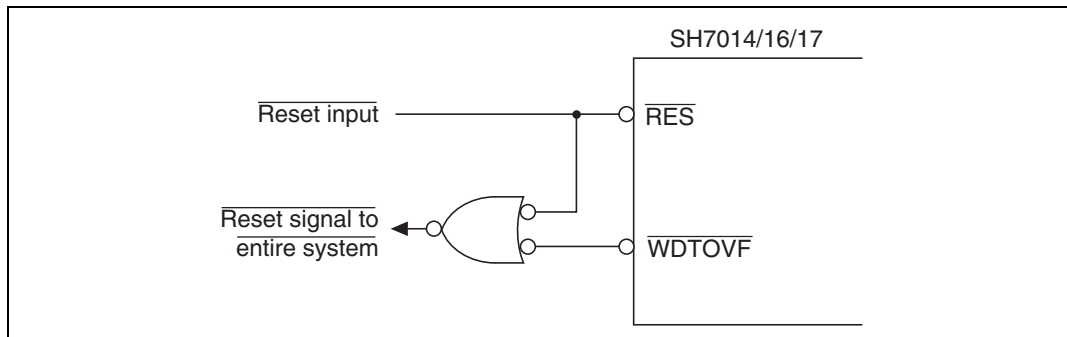 SH7014/16/17
Reset input
RES
Reset signal to
entire system
WDTOVF